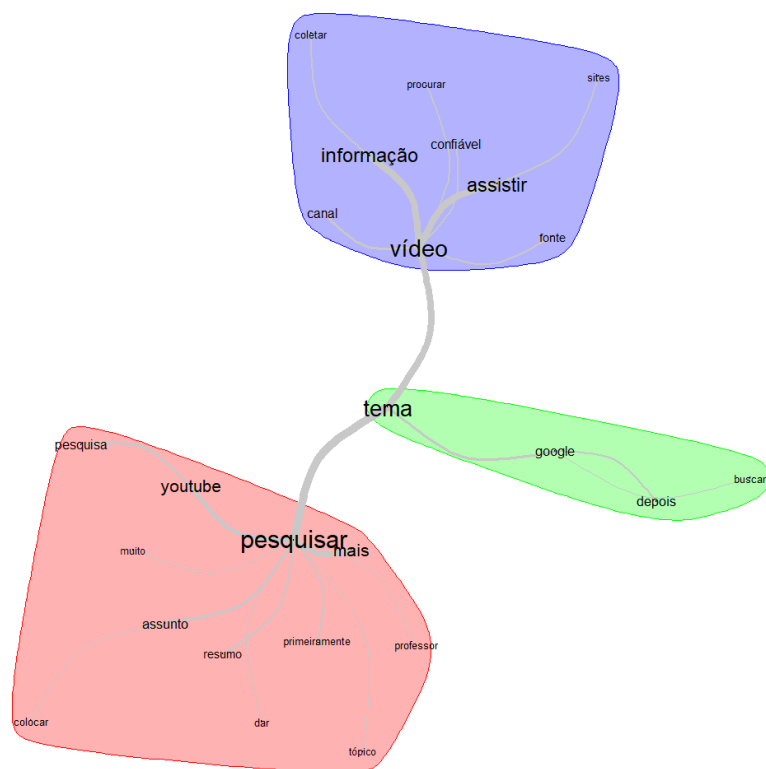 coletar
sites
procurar
confiável
informação
assistir
canal
fonte
vídeo
tema
pesquisa
google
buscar
youtube
depois
pesquisar
mais
muito
assunto
resumo
primeiramente
professor
colocar
dar
tópico